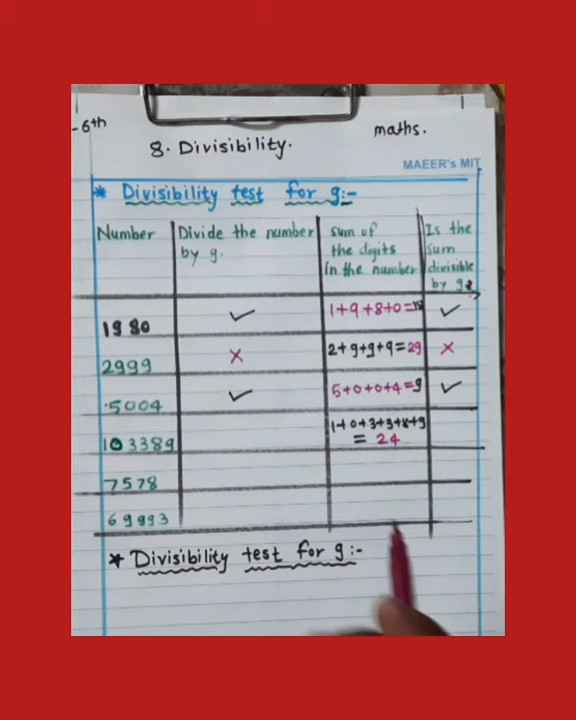 -6th
maths.
8. Divisibility.
MAEER's MIT
* Divisibility test for 9:-
Number
Divide the number
by 9.
sum of
the digits
in the number
Is the
sum
divisible
by 9?
1980 ✓ 1+9+8+0=18 ✓
2999 × 2+9+9+9=29 ×
5004 ✓ 5+0+0+4=9 ✓
103389 1+0+3+3+8+9
= 24
7578
69993
* Divisibility test for 9:-